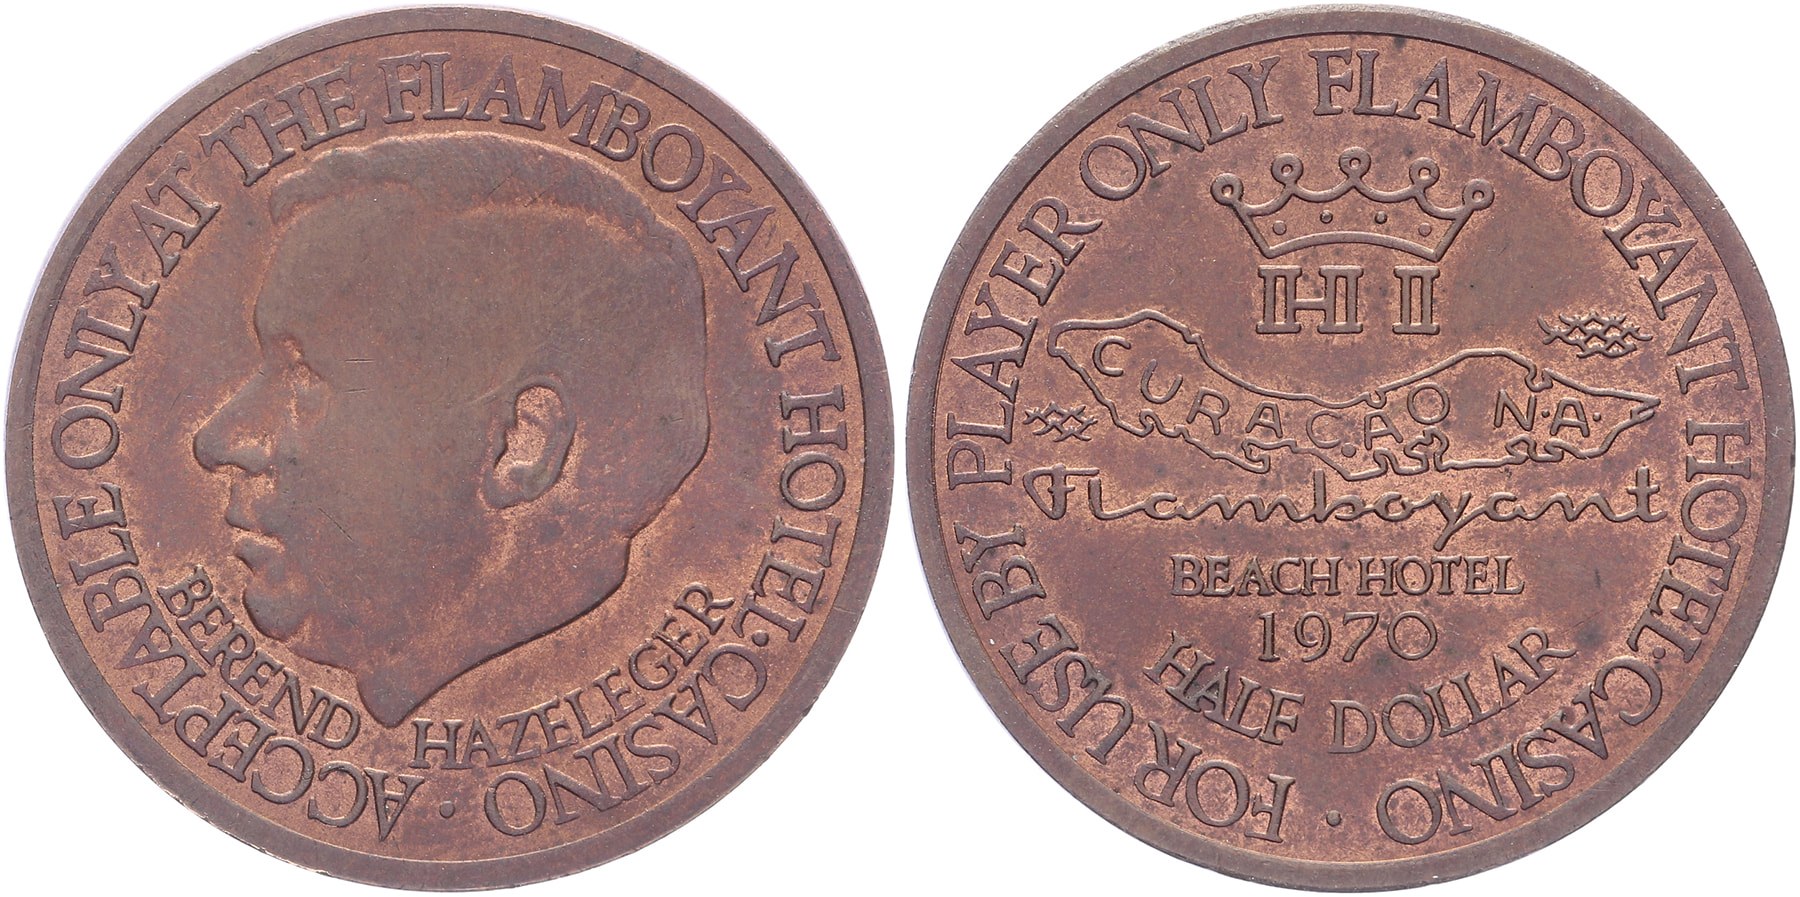 ACCEPTABLE ONLY AT THE FLAMBOYANT HOTEL·CASINO ·
BEREND HAZELEGER
FOR USE BY PLAYER ONLY FLAMBOYANT HOTEL·CASINO ·
CURAÇAO N·A·
Flamboyant
BEACH HOTEL
1970
HALF DOLLAR